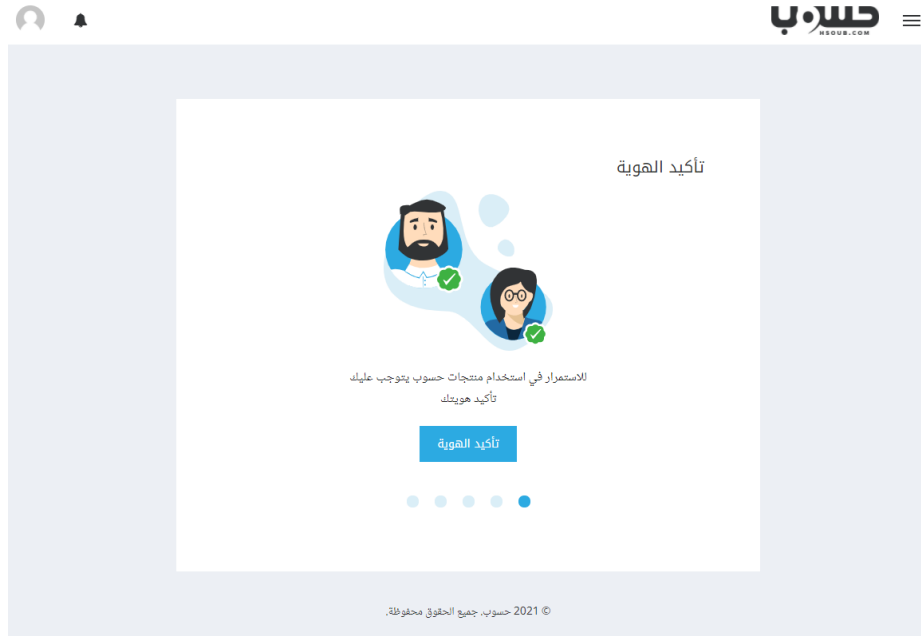 حسوب
HSOUB.COM
تأكيد الهوية
للاستمرار في استخدام منتجات حسوب يتوجب عليك
تأكيد هويتك
تأكيد الهوية
© 2021 حسوب. جميع الحقوق محفوظة.